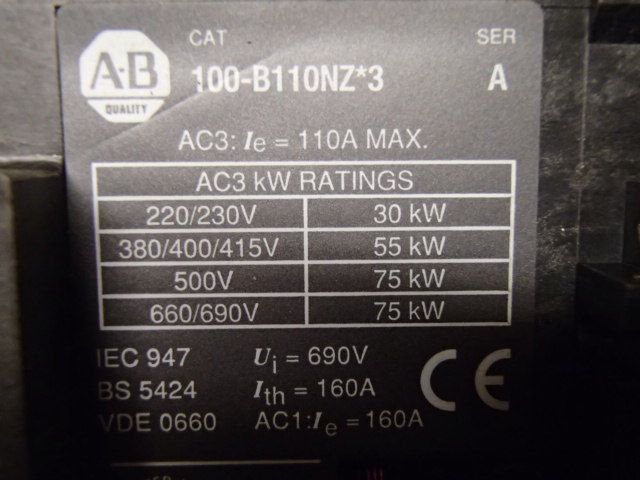 CAT SER
A-B 100-B110NZ*3 A
QUALITY
AC3: Ie = 110A MAX.
AC3 kW RATINGS
220/230V 30 kW
380/400/415V 55 kW
500V 75 kW
660/690V 75 kW
IEC 947 Ui = 690V
BS 5424 Ith = 160A
VDE 0660 AC1:Ie = 160A
CE